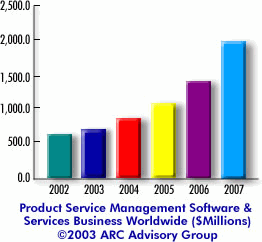 2,500.0
2,000.0
1,500.0
1,000.0
500.0
0.0
2002 2003 2004 2005 2006 2007
Product Service Management Software &
Services Business Worldwide ($Millions)
©2003 ARC Advisory Group